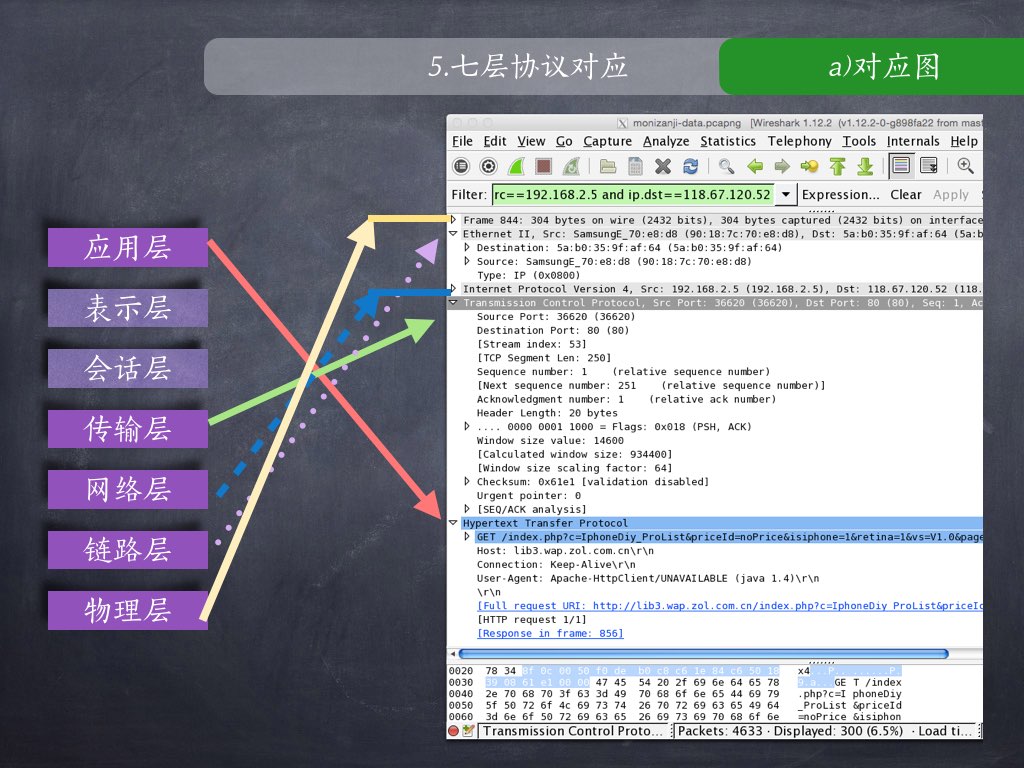 5.七层协议对应
a)对应图
应用层
表示层
会话层
传输层
网络层
链路层
物理层
monizanji-data.pcapng [Wireshark 1.12.2 (v1.12.2-0-g898fa22 from mast
File Edit View Go Capture Analyze Statistics Telephony Tools Internals Help
Filter: rc==192.168.2.5 and ip.dst==118.67.120.52 Expression... Clear Apply
Frame 844: 304 bytes on wire (2432 bits), 304 bytes captured (2432 bits) on interface
Ethernet II, Src: SamsungE_70:e8:d8 (90:18:7c:70:e8:d8), Dst: 5a:b0:35:9f:af:64 (5a:b
Destination: 5a:b0:35:9f:af:64 (5a:b0:35:9f:af:64)
Source: SamsungE_70:e8:d8 (90:18:7c:70:e8:d8)
Type: IP (0x0800)
Internet Protocol Version 4, Src: 192.168.2.5 (192.168.2.5), Dst: 118.67.120.52 (118.
Transmission Control Protocol, Src Port: 36620 (36620), Dst Port: 80 (80), Seq: 1, Ac
Source Port: 36620 (36620)
Destination Port: 80 (80)
[Stream index: 53]
[TCP Segment Len: 250]
Sequence number: 1 (relative sequence number)
[Next sequence number: 251 (relative sequence number)]
Acknowledgment number: 1 (relative ack number)
Header Length: 20 bytes
.... 0000 0001 1000 = Flags: 0x018 (PSH, ACK)
Window size value: 14600
[Calculated window size: 934400]
[Window size scaling factor: 64]
Checksum: 0x61e1 [validation disabled]
Urgent pointer: 0
[SEQ/ACK analysis]
Hypertext Transfer Protocol
GET /index.php?c=IphoneDiy_ProList&priceId=noPrice&isiphone=1&retina=1&vs=V1.0&page
Host: lib3.wap.zol.com.cn\r\n
Connection: Keep-Alive\r\n
User-Agent: Apache-HttpClient/UNAVAILABLE (java 1.4)\r\n
\r\n
[Full request URI: http://lib3.wap.zol.com.cn/index.php?c=IphoneDiy_ProList&priceId
[HTTP request 1/1]
[Response in frame: 856]
0020 78 34 8f 0c 00 50 f0 de b0 c8 c6 1e 84 c6 50 18 x4...P.. ......P.
0030 39 08 61 e1 00 00 47 45 54 20 2f 69 6e 64 65 78 9.a...GE T /index
0040 2e 70 68 70 3f 63 3d 49 70 68 6f 6e 65 44 69 79 .php?c=I phoneDiy
0050 5f 50 72 6f 4c 69 73 74 26 70 72 69 63 65 49 64 _ProList &priceId
0060 3d 6e 6f 50 72 69 63 65 26 69 73 69 70 68 6f 6e =noPrice &isiphon
Transmission Control Proto... Packets: 4633 · Displayed: 300 (6.5%) · Load ti...